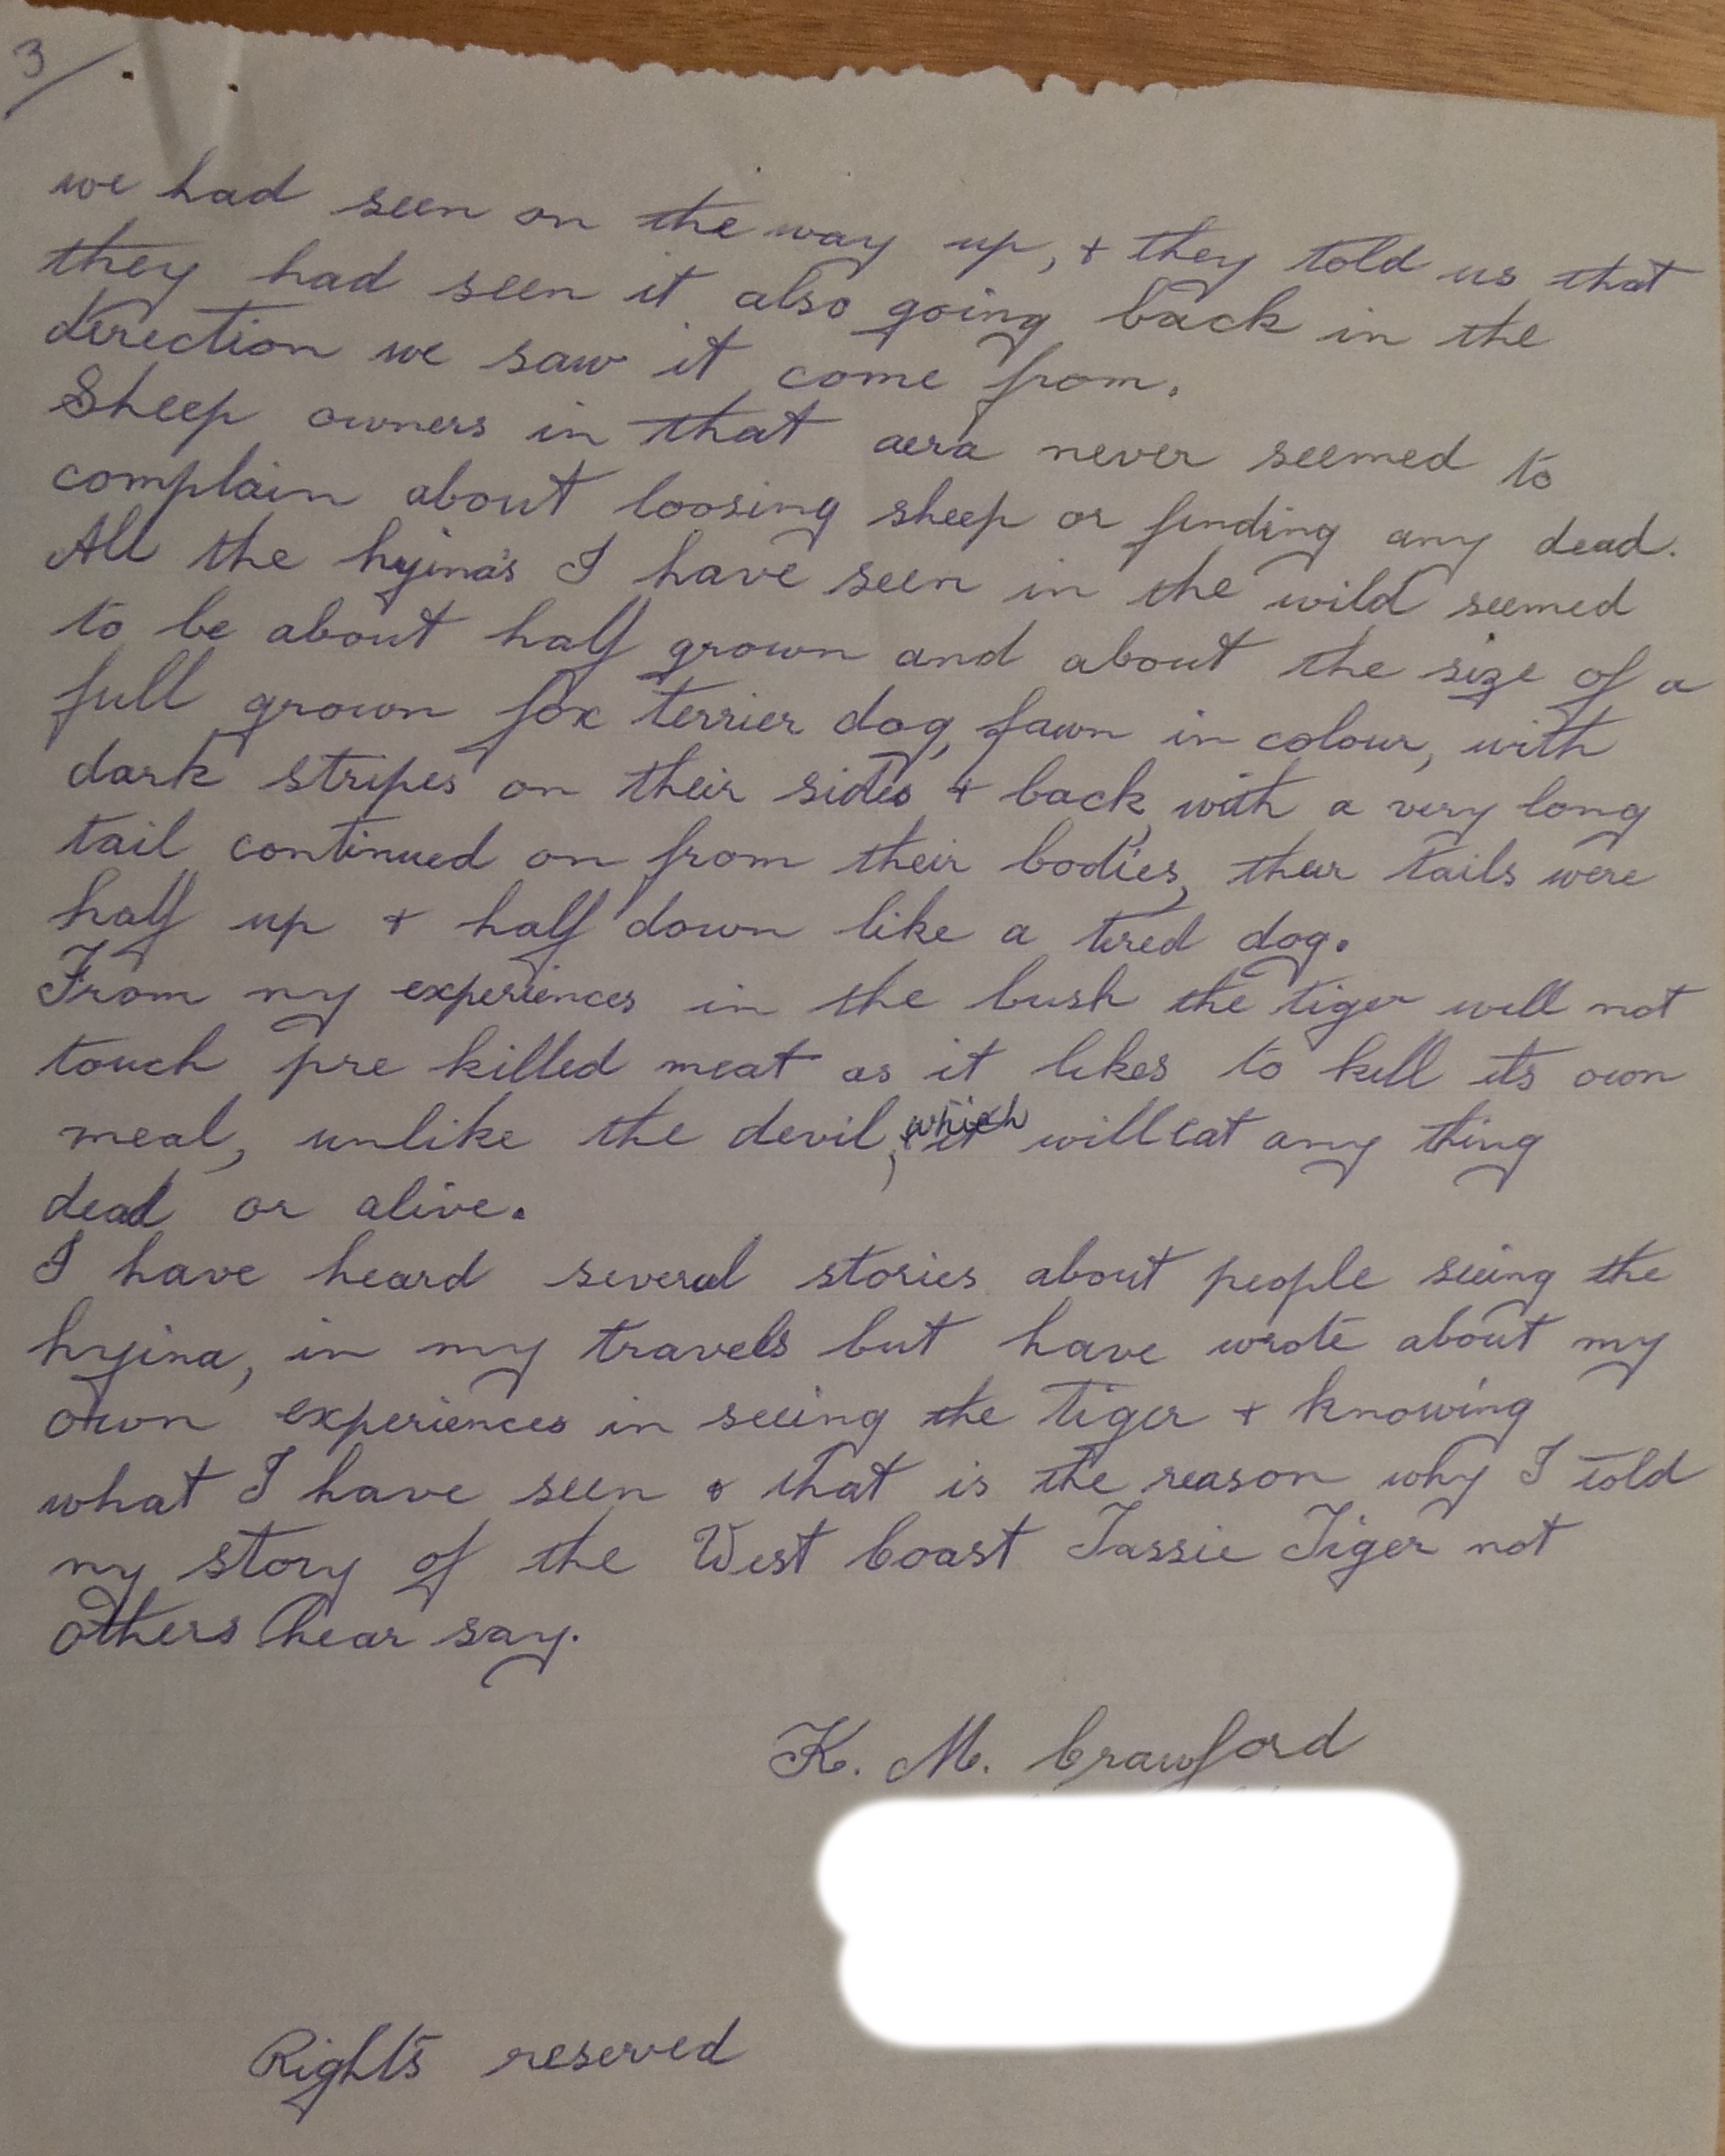 3/
we had seen on the way up, + they told us that
they had seen it also going back in the
direction we saw it come from.
Sheep owners in that aera never seemed to
complain about loosing sheep or finding any dead.
All the hyina's I have seen in the wild seemed
to be about half grown and about the size of a
full grown fox terrier dog, fawn in colour, with
dark stripes on their sides + back, with a very long
tail continued on from their bodies, their tails were
half up + half down like a tired dog.
From my experiences in the bush the tiger will not
touch pre killed meat as it likes to kill its own
meal, unlike the devil, which will eat any thing
dead or alive.
I have heard several stories about people seeing the
hyina, in my travels but have wrote about my
own experiences in seeing the tiger + knowing
what I have seen + that is the reason why I told
my story of the West Coast Tassie Tiger not
others hear say.
K. M. Crawford
Rights reserved